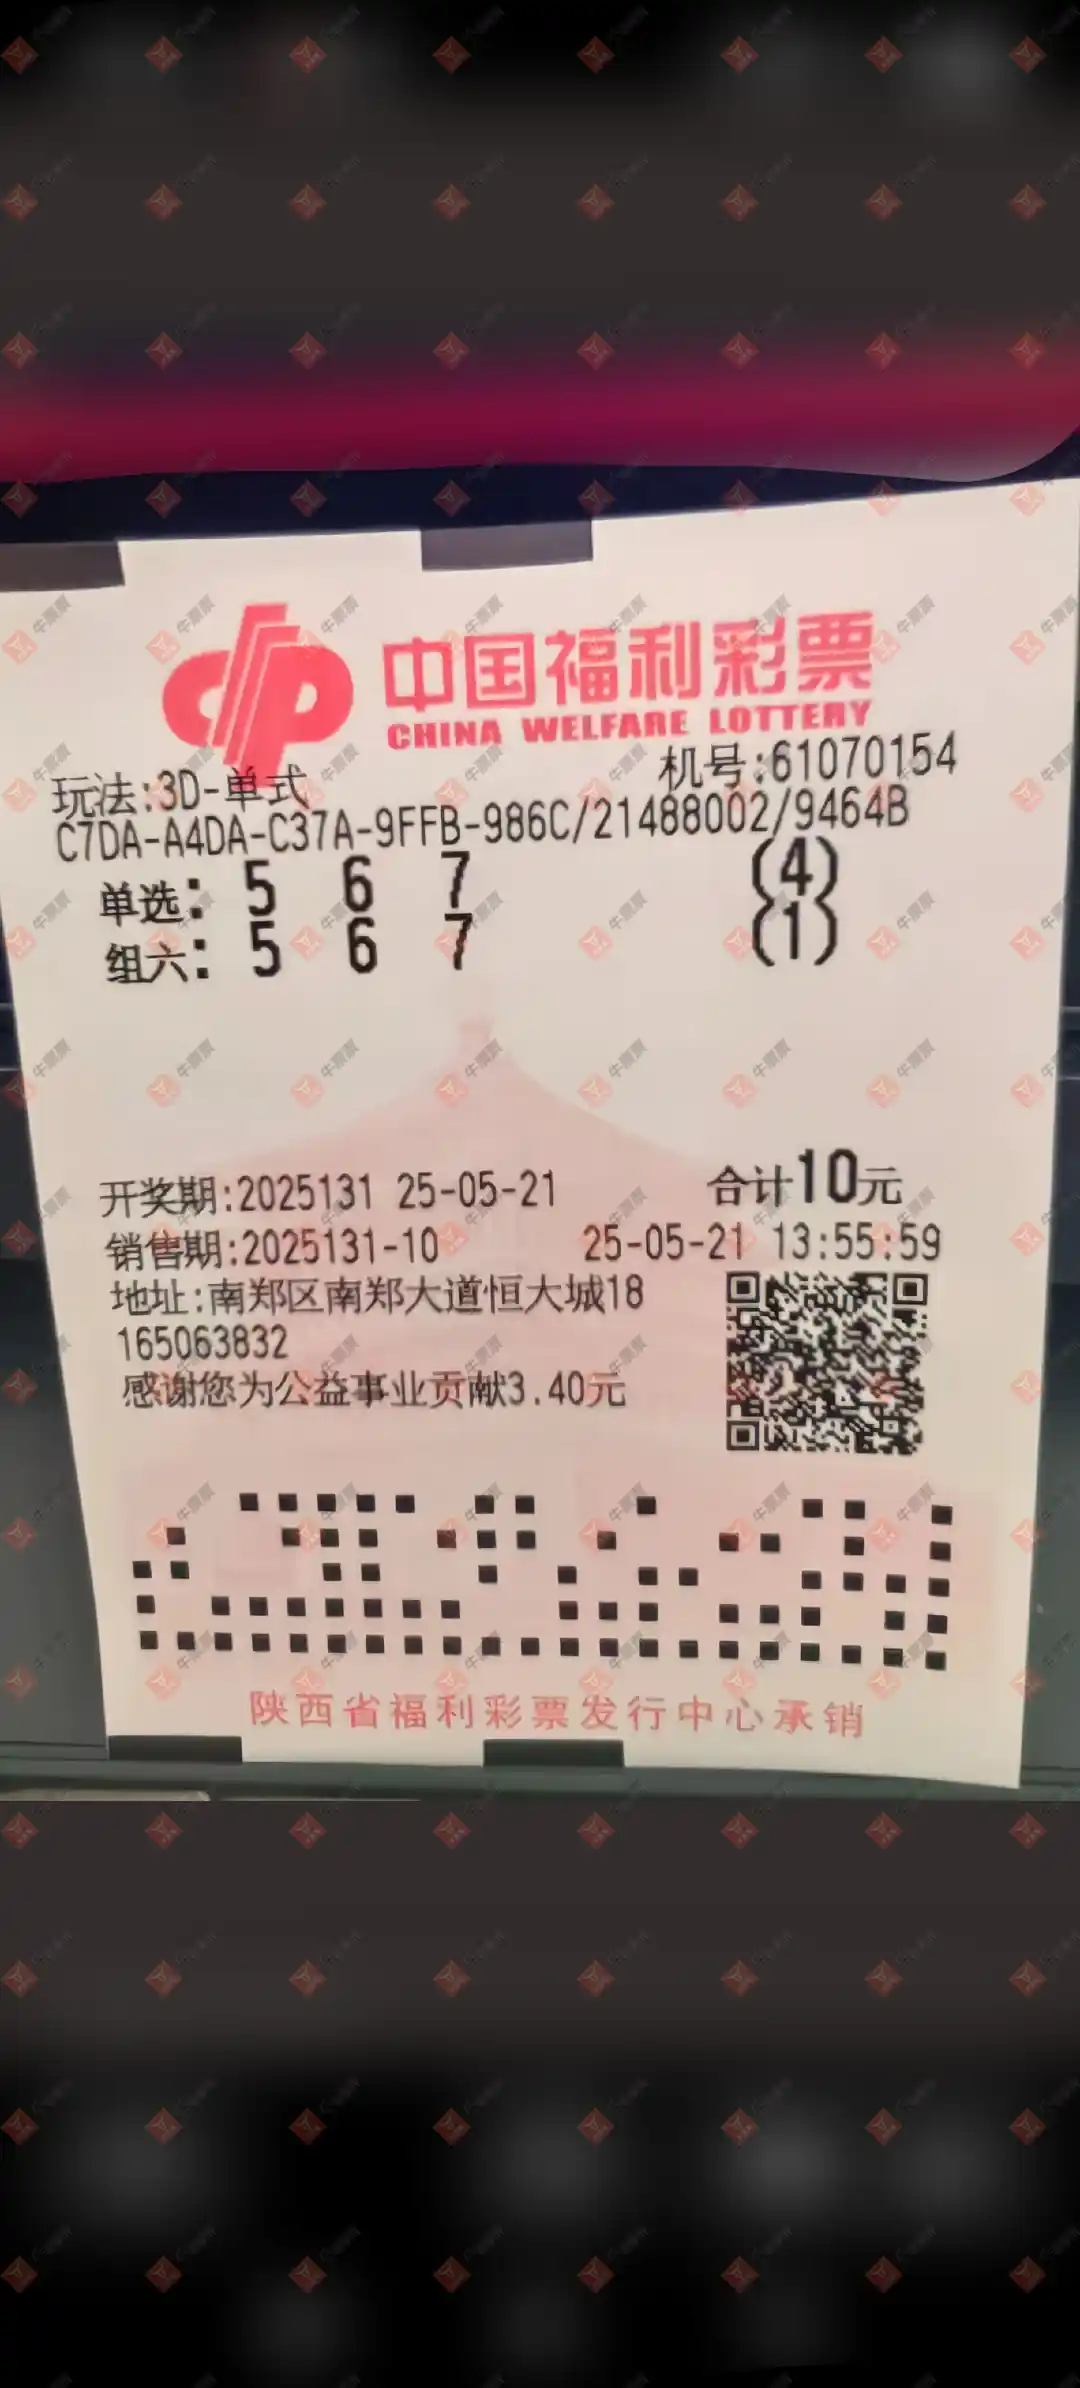 中国福利彩票
CHINA WELFARE LOTTERY
机号:61070154
玩法:3D-单式
C7DA-A4DA-C37A-9FFB-986C/21488002/9464B
单选: 5 6 7 (4)
组六: 5 6 7 (1)
开奖期:2025131 25-05-21 合计10元
销售期:2025131-10 25-05-21 13:55:59
地址:南郑区南郑大道恒大城18
165063832
感谢您为公益事业贡献3.40元
陕西省福利彩票发行中心承销
牛票票